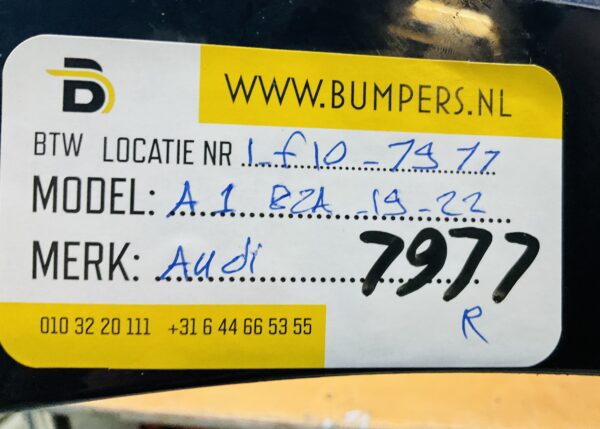 WWW.BUMPERS.NL
BTW LOCATIE NR 1-f10-7977
MODEL: A1 82A -19-22
MERK: Audi
7977
R
010 32 20 111 +31 6 44 66 53 55